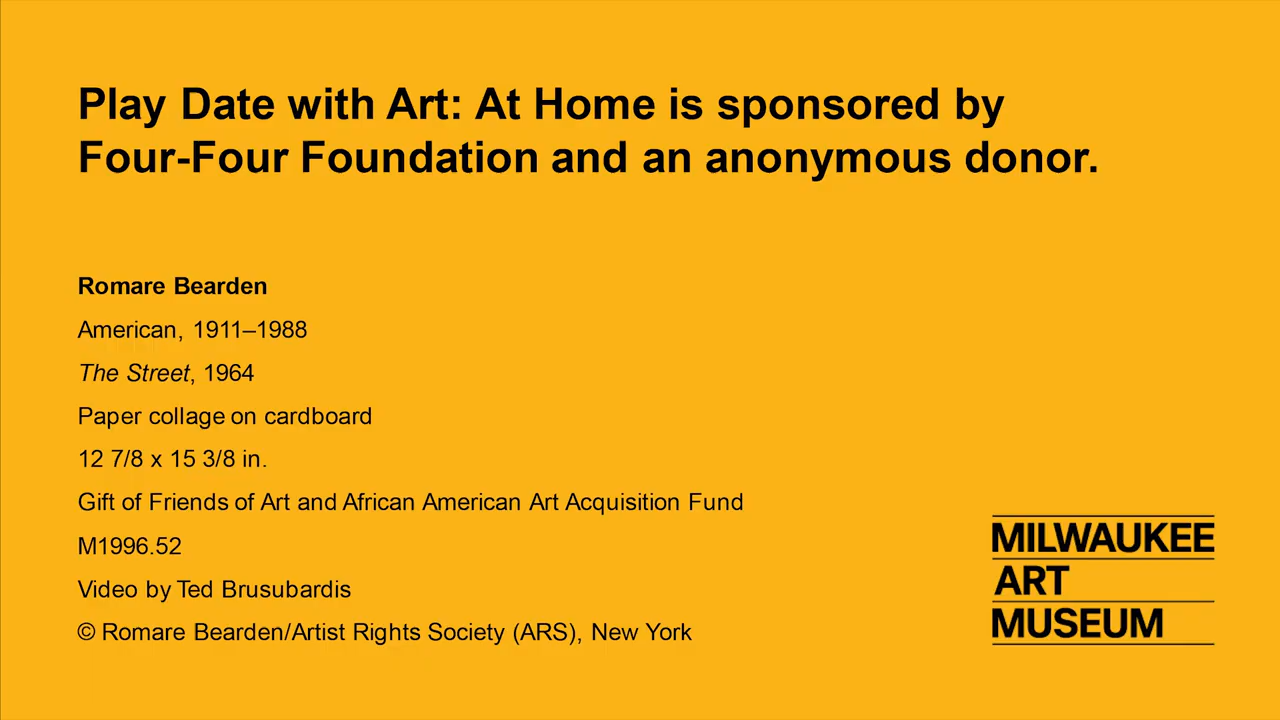 Play Date with Art: At Home is sponsored by
Four-Four Foundation and an anonymous donor.
Romare Bearden
American, 1911–1988
The Street, 1964
Paper collage on cardboard
12 7/8 x 15 3/8 in.
Gift of Friends of Art and African American Art Acquisition Fund
M1996.52
Video by Ted Brusubardis
© Romare Bearden/Artist Rights Society (ARS), New York
MILWAUKEE
ART
MUSEUM